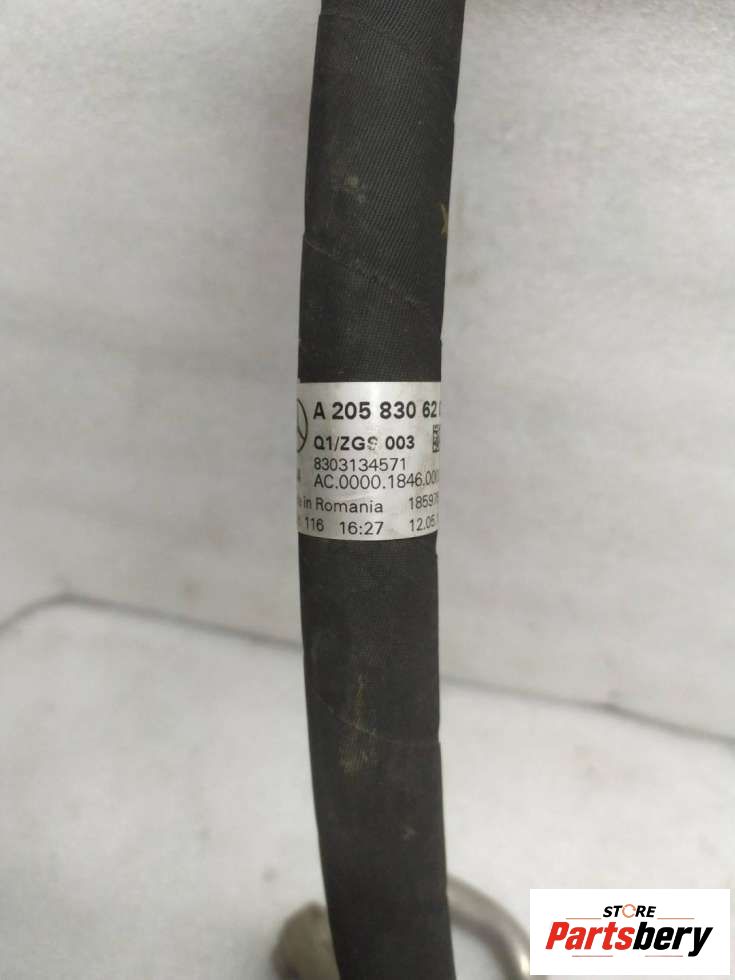 A 205 830 62
Q1/ZGS 003
8303134571
AC.0000.1846.00
in Romania 18597
116 16:27 12.05.
STORE
Partsbery